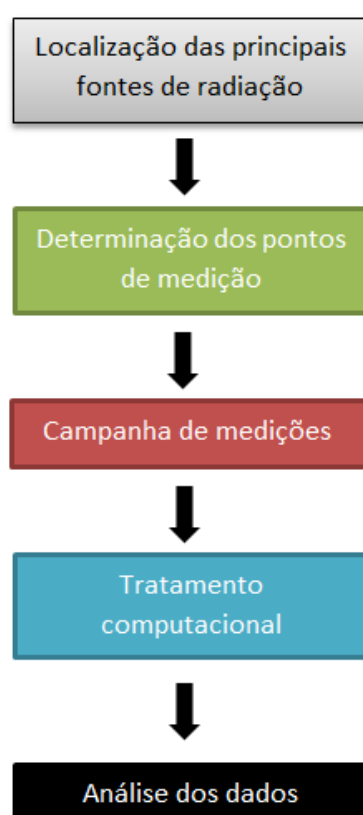 Localização das principais
fontes de radiação
Determinação dos pontos
de medição
Campanha de medições
Tratamento
computacional
Análise dos dados